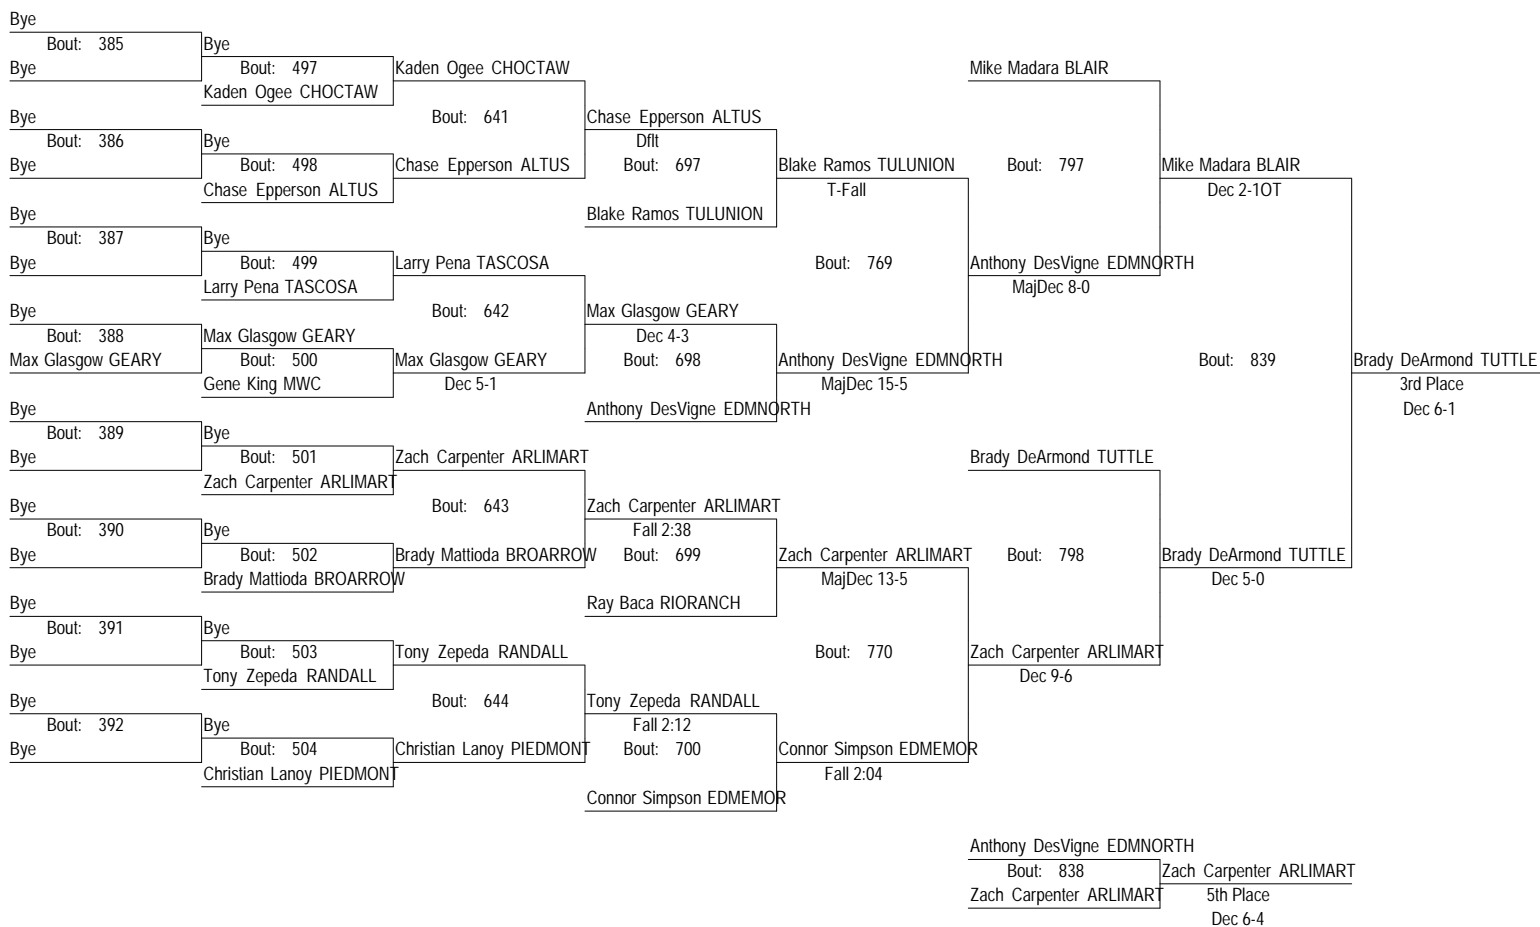 Bye
Bout: 385 Bye
Bye Bout: 497 Kaden Ogee CHOCTAW Mike Madara BLAIR
Kaden Ogee CHOCTAW
Bye Bout: 641 Chase Epperson ALTUS
Bout: 386 Bye Dflt
Bye Bout: 498 Chase Epperson ALTUS Bout: 697 Blake Ramos TULUNION Bout: 797 Mike Madara BLAIR
Chase Epperson ALTUS T-Fall Dec 2-1OT
Bye Blake Ramos TULUNION
Bout: 387 Bye
Bye Bout: 499 Larry Pena TASCOSA Bout: 769 Anthony DesVigne EDMNORTH
Larry Pena TASCOSA MajDec 8-0
Bye Bout: 642 Max Glasgow GEARY
Bout: 388 Max Glasgow GEARY Dec 4-3
Max Glasgow GEARY Bout: 500 Max Glasgow GEARY Bout: 698 Anthony DesVigne EDMNORTH Bout: 839 Brady DeArmond TUTTLE
Gene King MWC Dec 5-1 MajDec 15-5 3rd Place
Bye Anthony DesVigne EDMNORTH Dec 6-1
Bout: 389 Bye
Bye Bout: 501 Zach Carpenter ARLIMART Brady DeArmond TUTTLE
Zach Carpenter ARLIMART
Bye Bout: 643 Zach Carpenter ARLIMART
Bout: 390 Bye Fall 2:38
Bye Bout: 502 Brady Mattioda BROARROW Bout: 699 Zach Carpenter ARLIMART Bout: 798 Brady DeArmond TUTTLE
Brady Mattioda BROARROW MajDec 13-5 Dec 5-0
Bye Ray Baca RIORANCH
Bout: 391 Bye
Bye Bout: 503 Tony Zepeda RANDALL Bout: 770 Zach Carpenter ARLIMART
Tony Zepeda RANDALL Dec 9-6
Bye Bout: 644 Tony Zepeda RANDALL
Bout: 392 Bye Fall 2:12
Bye Bout: 504 Christian Lanoy PIEDMONT Bout: 700 Connor Simpson EDMEMOR
Christian Lanoy PIEDMONT Fall 2:04
Connor Simpson EDMEMOR
Anthony DesVigne EDMNORTH
Bout: 838 Zach Carpenter ARLIMART
Zach Carpenter ARLIMART 5th Place
Dec 6-4